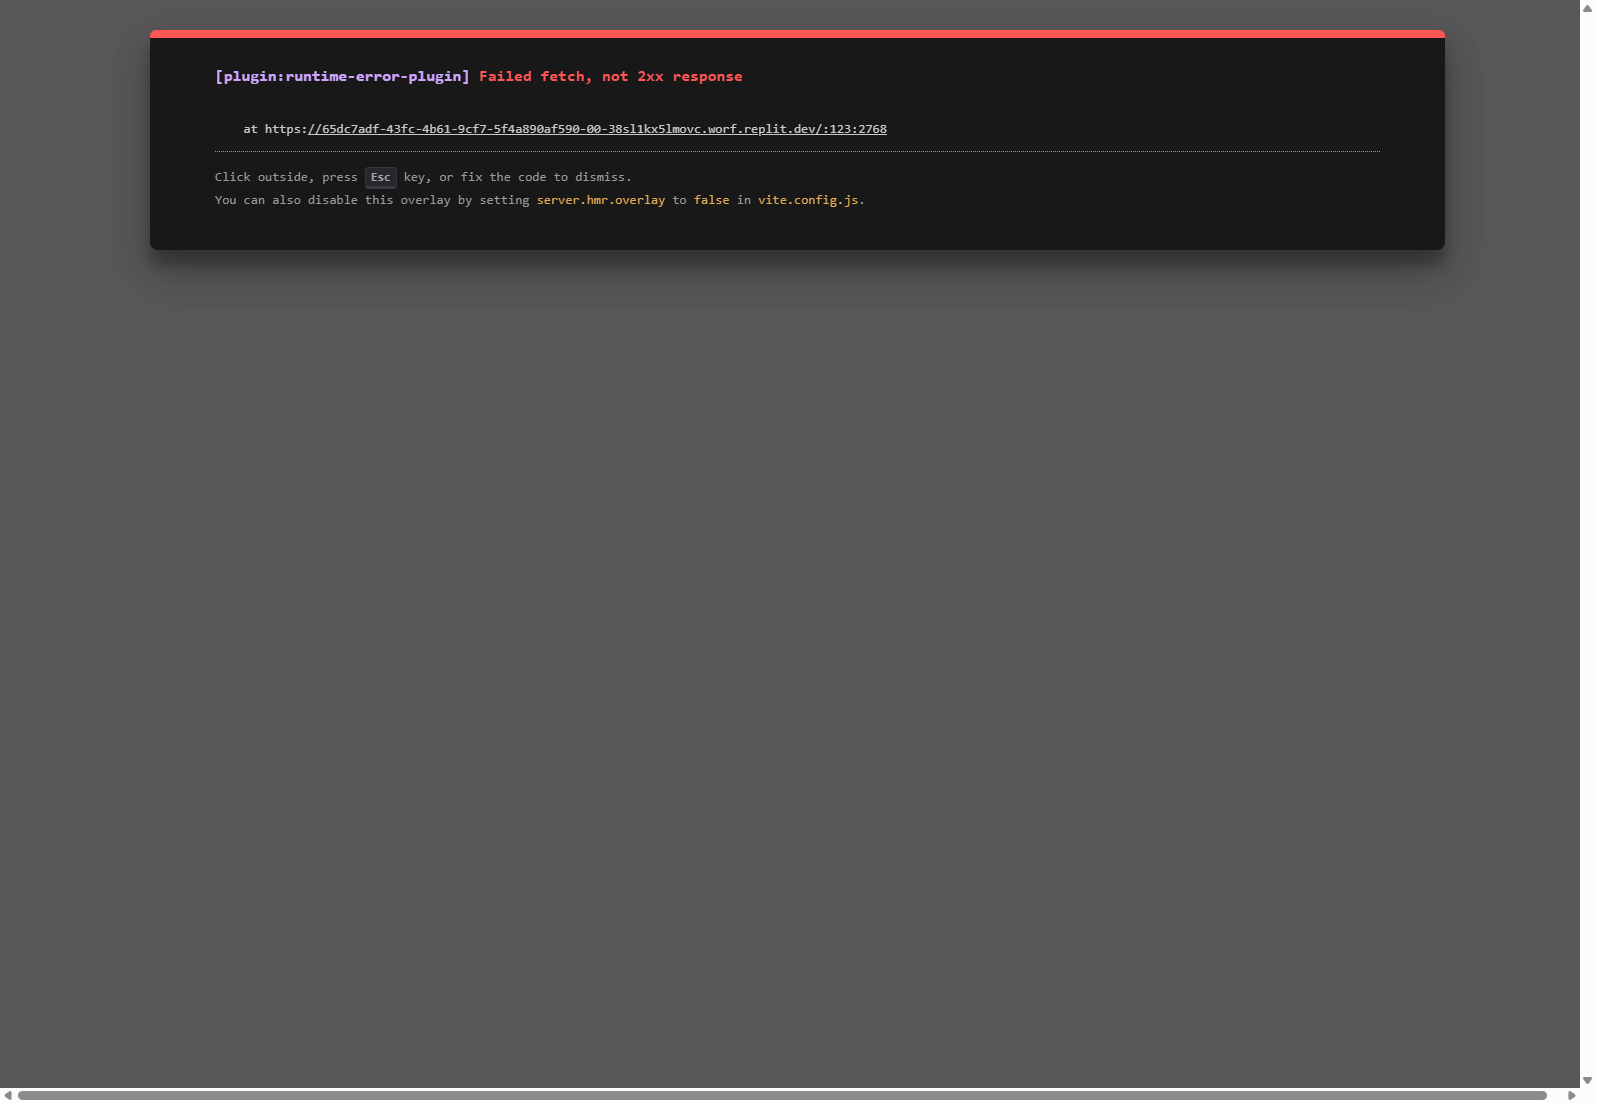 [plugin:runtime-error-plugin] Failed fetch, not 2xx response
at https://65dc7adf-43fc-4b61-9cf7-5f4a890af590-00-38sl1kx5lmovc.worf.replit.dev/:123:2768
Click outside, press Esc key, or fix the code to dismiss.
You can also disable this overlay by setting server.hmr.overlay to false in vite.config.js.